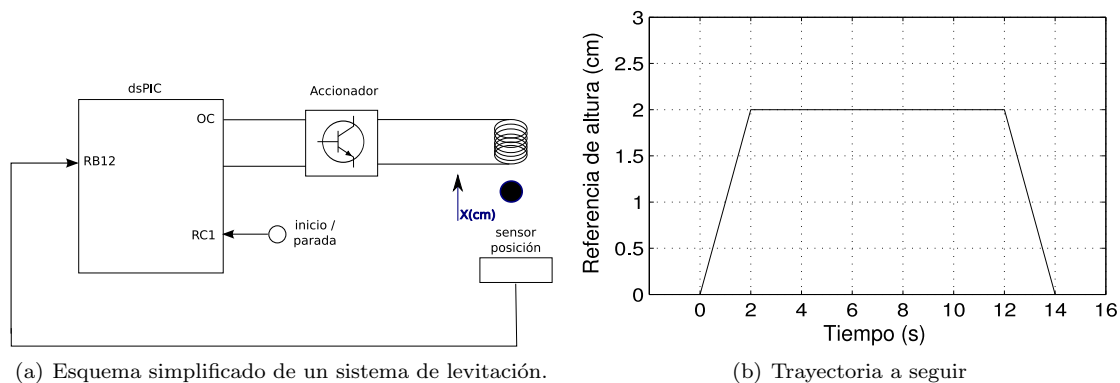 dsPIC
OC
RB12
RC1
Accionador
inicio /
parada
X(cm)
sensor
posición
(a) Esquema simplificado de un sistema de levitación.
Referencia de altura (cm)
3
2.5
2
1.5
1
0.5
0
0 2 4 6 8 10 12 14 16
Tiempo (s)
(b) Trayectoria a seguir